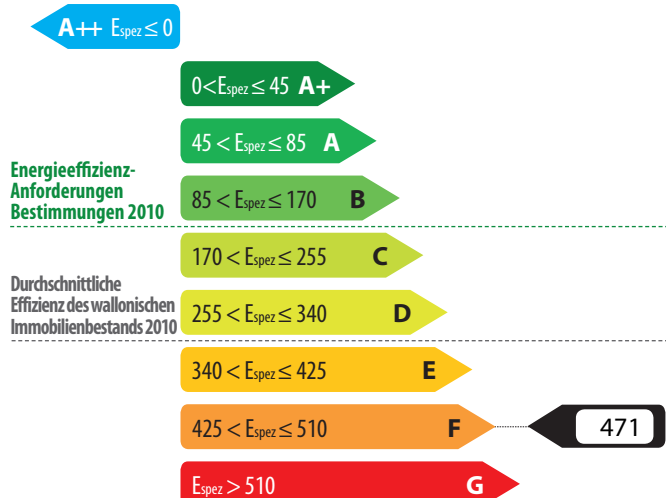 A++ Espez ≤ 0
0<Espez ≤ 45 A+
45 < Espez ≤ 85 A
Energieeffizienz-
Anforderungen
Bestimmungen 2010
85 < Espez ≤ 170 B
170 < Espez ≤ 255 C
Durchschnittliche
Effizienz des wallonischen
Immobilienbestands 2010
255 < Espez ≤ 340 D
340 < Espez ≤ 425 E
425 < Espez ≤ 510 F 471
Espez > 510 G